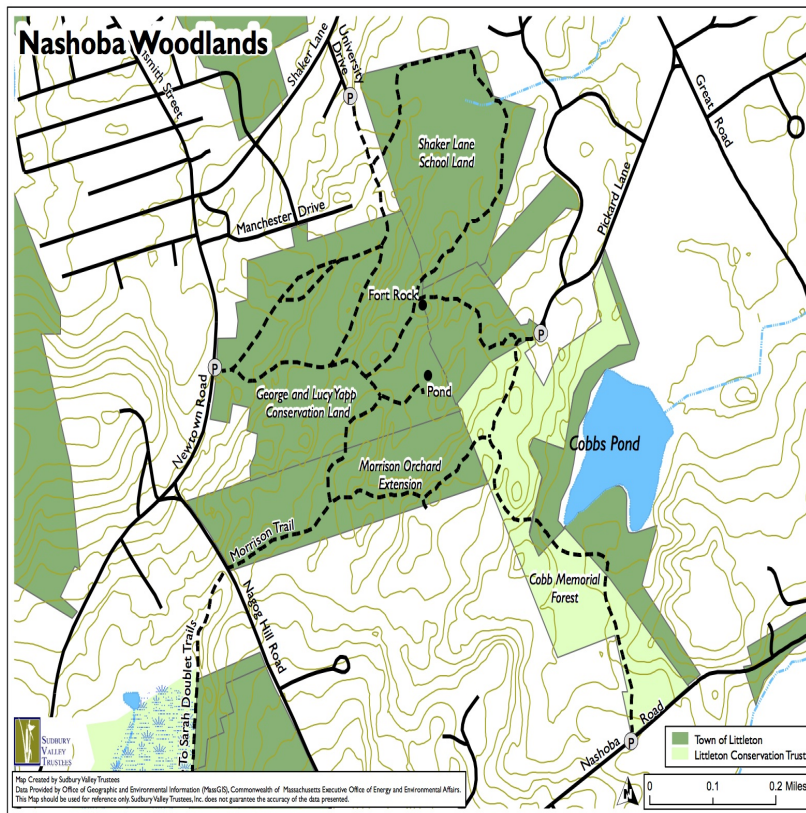 Nashoba Woodlands
smith Street
Shaker Lane
University
Drive
P
Great Road
Shaker Lane
School Land
Pickard Lane
Manchester Drive
Fort Rock
P
P
Pond
George and Lucy Yapp
Conservation Land
Newtown Road
Cobbs Pond
Morrison Orchard
Extension
Morrison Trail
Cobb Memorial
Forest
Nagog Hill Road
To Sarah Doublet Trails
P
Nashoba Road
SUDBURY
VALLEY
TRUSTEES
Town of Littleton
Littleton Conservation Trust
N
0 0.1 0.2 Miles
Map Created by Sudbury Valley Trustees
Data Provided by Office of Geographic and Environmental Information (MassGIS), Commonwealth of Massachusetts Executive Office of Energy and Environmental Affairs.
This Map should be used for reference only. Sudbury Valley Trustees, Inc. does not guarantee the accuracy of the data presented.